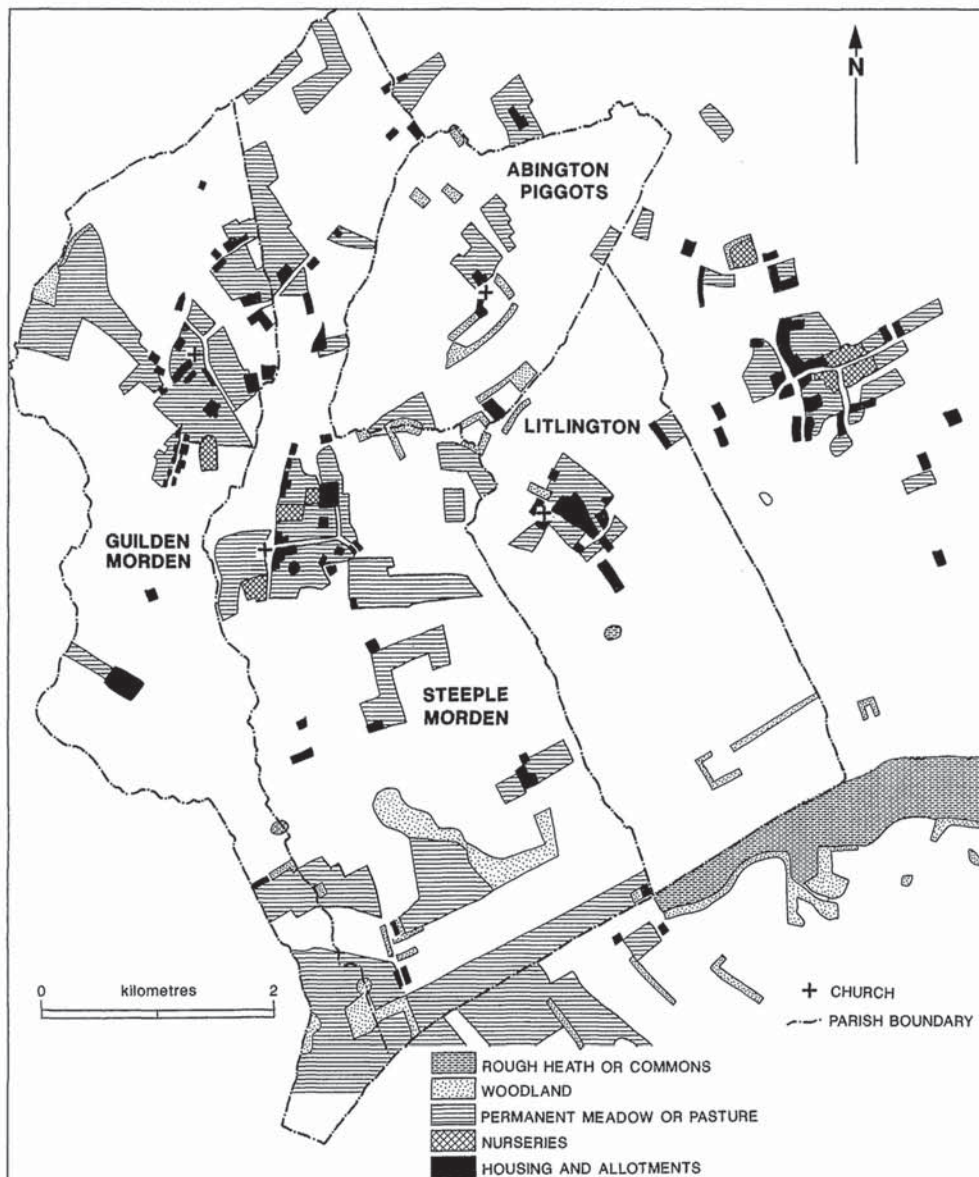 N
ABINGTON
PIGGOTS
LITLINGTON
GUILDEN
MORDEN
STEEPLE
MORDEN
0 kilometres 2
CHURCH
PARISH BOUNDARY
ROUGH HEATH OR COMMONS
WOODLAND
PERMANENT MEADOW OR PASTURE
NURSERIES
HOUSING AND ALLOTMENTS